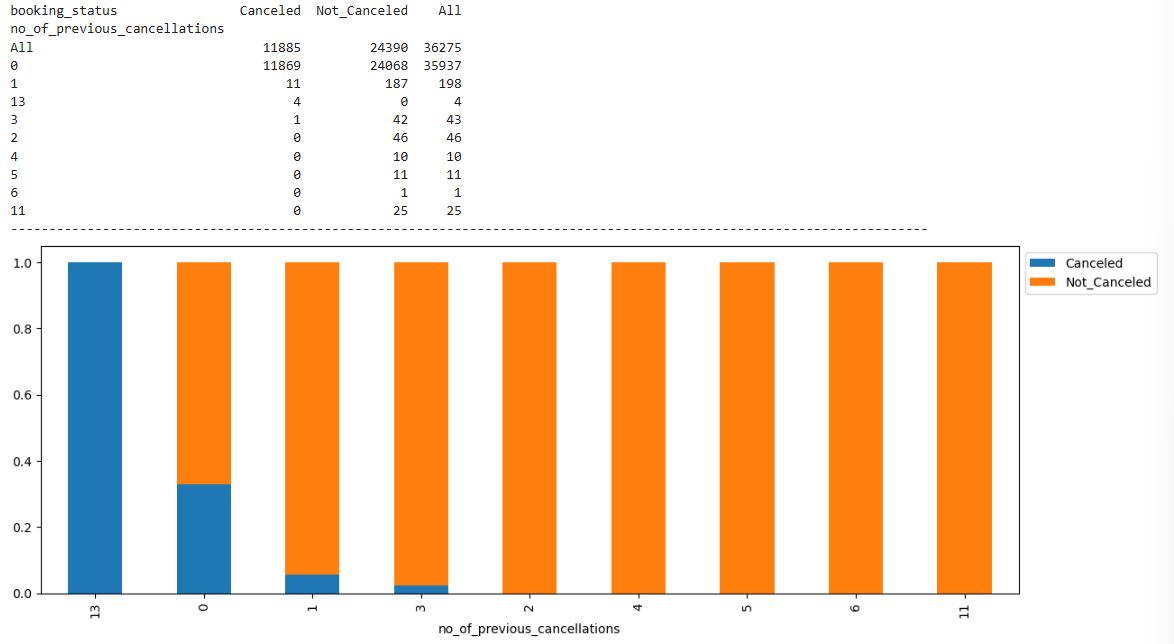 booking_status Canceled Not_Canceled All
no_of_previous_cancellations
All 11885 24390 36275
0 11869 24068 35937
1 11 187 198
13 4 0 4
3 1 42 43
2 0 46 46
4 0 10 10
5 0 11 11
6 0 1 1
11 0 25 25
------------------------------------------------------------------------------------------------------------------------
1.0
0.8
0.6
0.4
0.2
0.0
13 0 1 3 2 4 5 6 11
no_of_previous_cancellations
Canceled
Not_Canceled